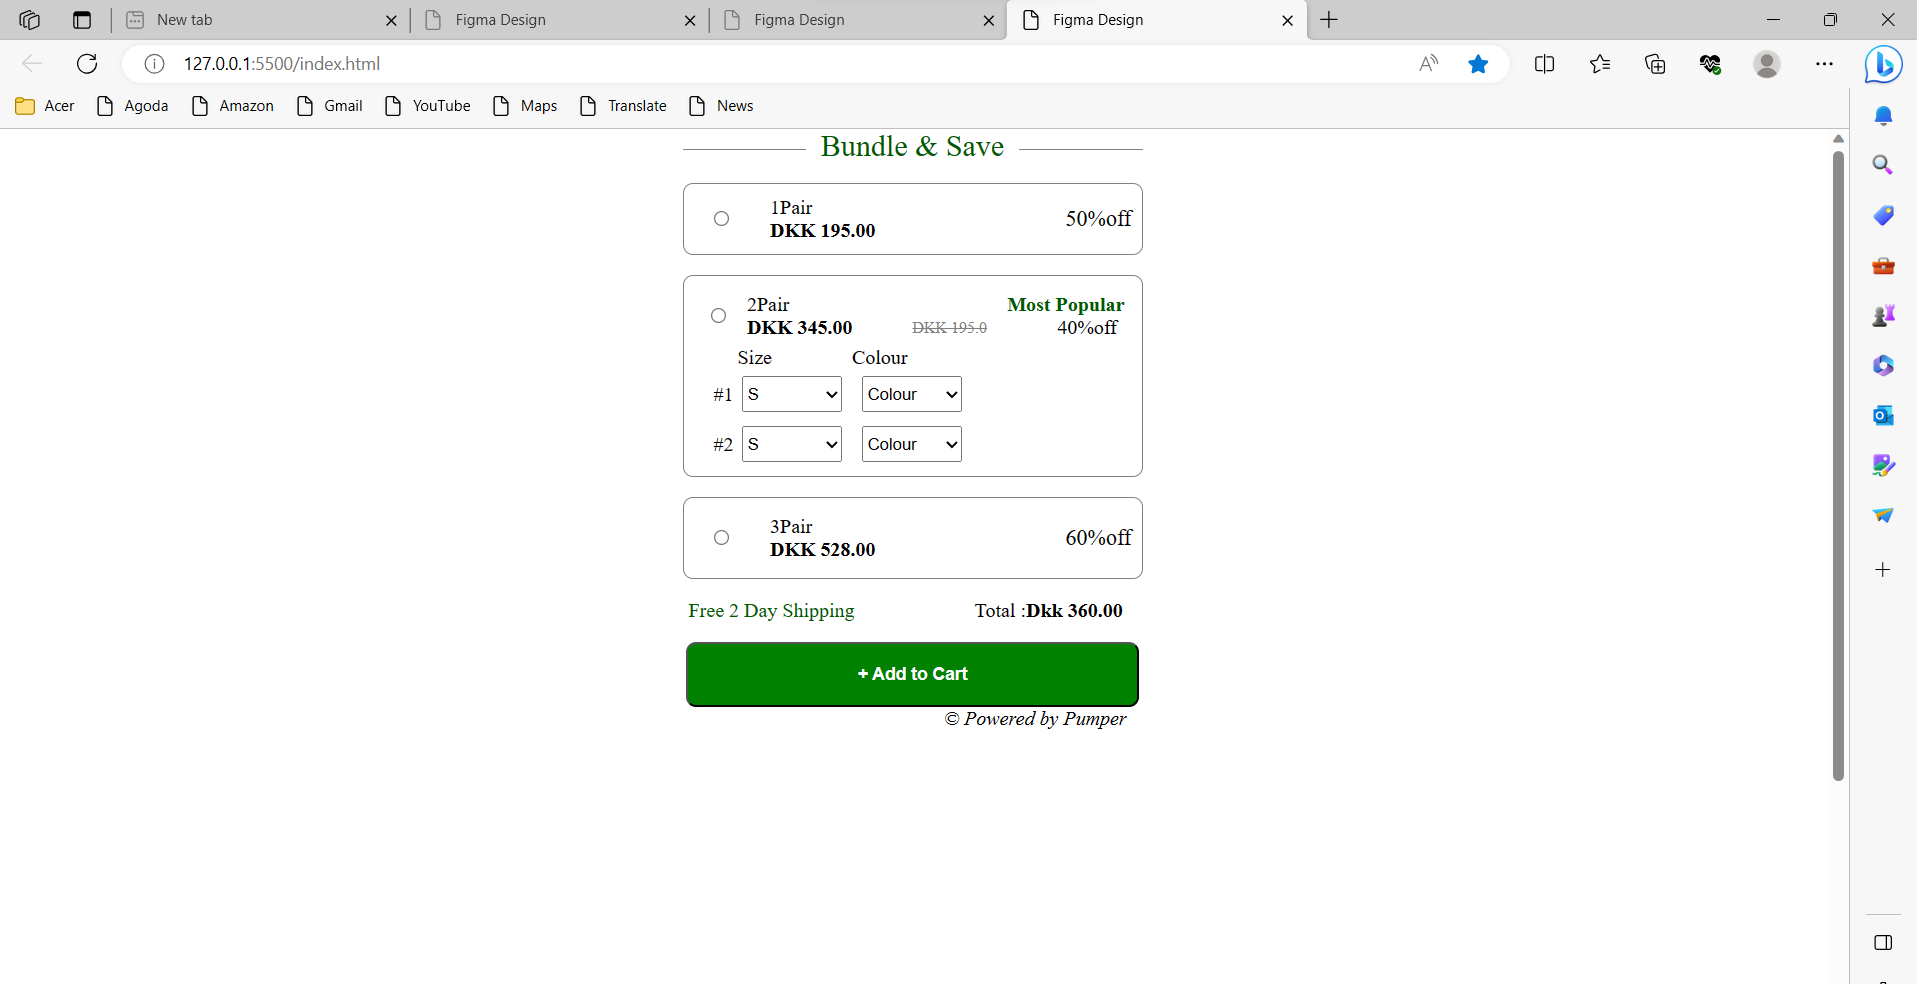 New tab
Figma Design
Figma Design
Figma Design
127.0.0.1:5500/index.html
Acer Agoda Amazon Gmail YouTube Maps Translate News
Bundle & Save
1Pair
DKK 195.00
50%off
2Pair
Most Popular
DKK 345.00 DKK 195.0 40%off
Size Colour
#1 S Colour
#2 S Colour
3Pair
DKK 528.00
60%off
Free 2 Day Shipping Total :Dkk 360.00
+ Add to Cart
© Powered by Pumper